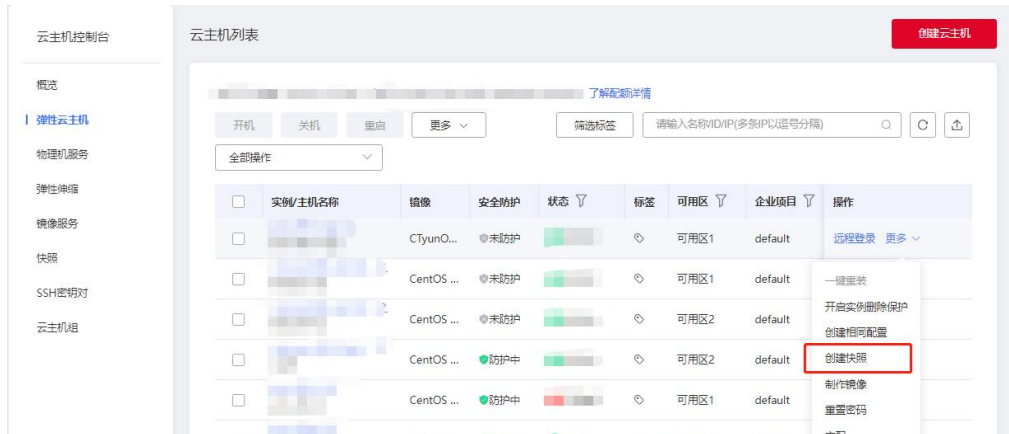 云主机控制台
云主机列表
创建云主机
概览
弹性云主机
物理机服务
弹性伸缩
镜像服务
快照
SSH密钥对
云主机组
了解配额详情
开机 关机 重启 更多 筛选标签 请输入名称/ID/IP(多条IP以逗号分隔)
全部操作
实例/主机名称 镜像 安全防护 状态 标签 可用区 企业项目 操作
CTyunO... 未防护 可用区1 default 远程登录 更多
CentOS ... 未防护 可用区1 default
CentOS ... 未防护 可用区2 default
CentOS ... 防护中 可用区2 default
CentOS ... 防护中 可用区1 default
一键重装
开启实例删除保护
创建相同配置
创建快照
制作镜像
重置密码